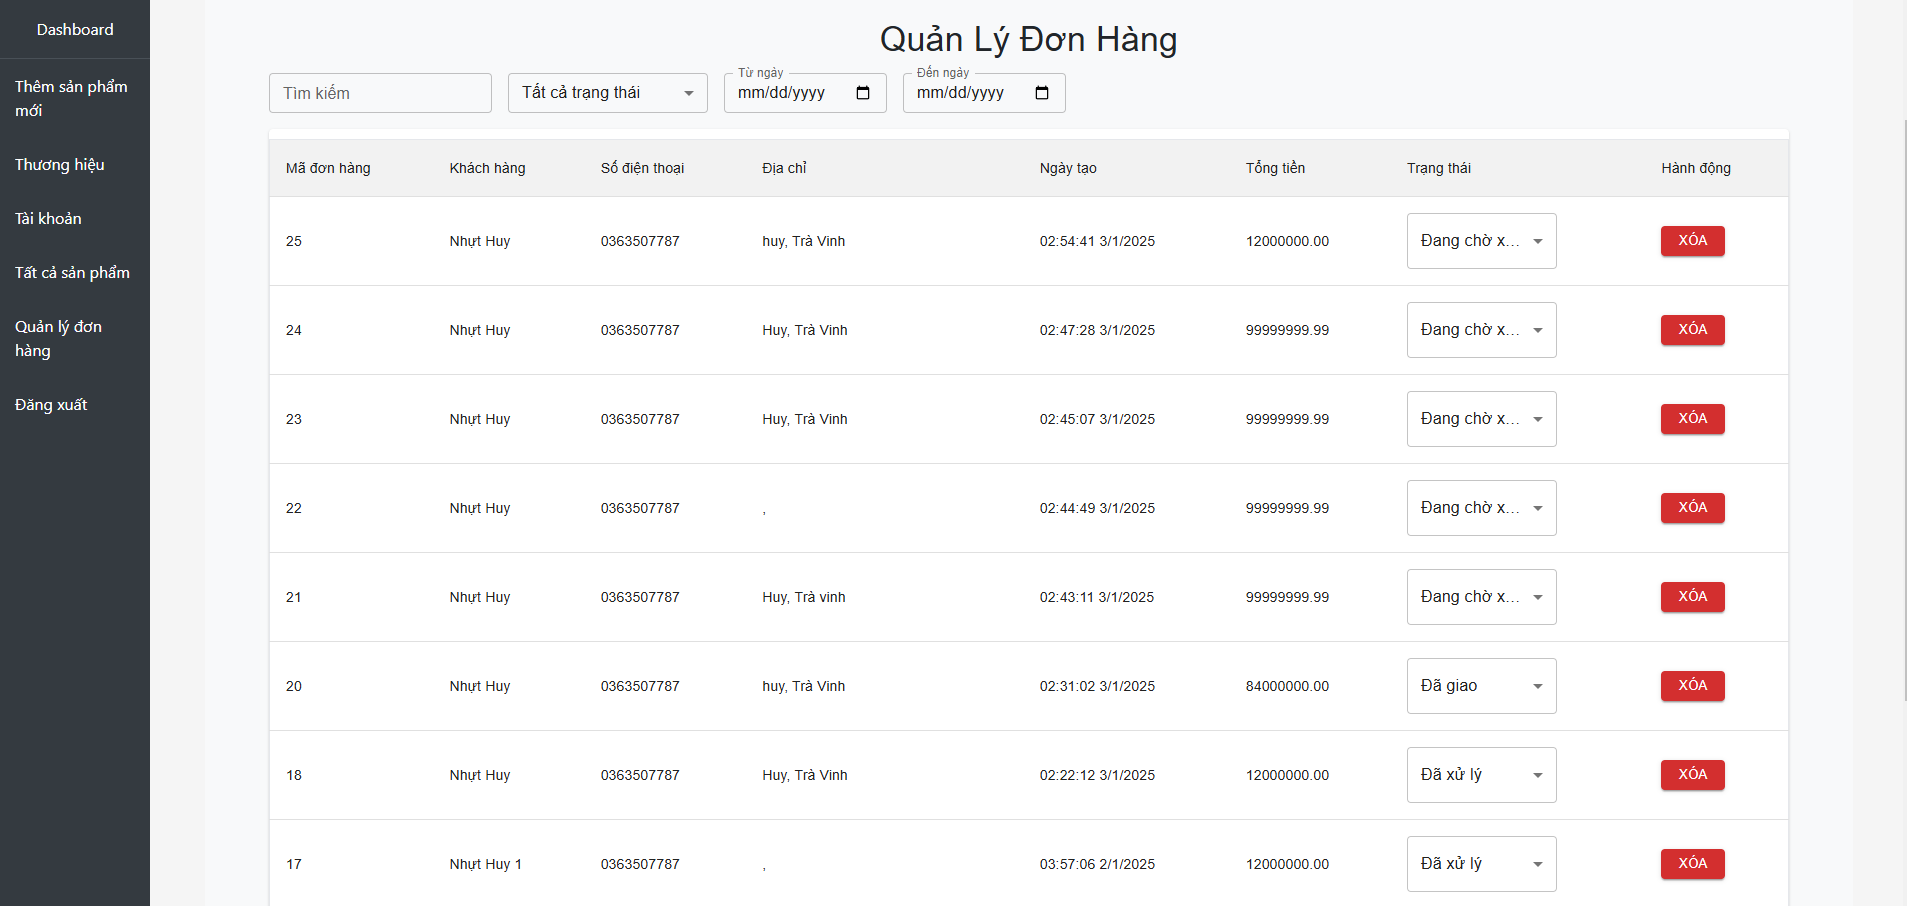 Dashboard
Thêm sản phẩm
mới
Thương hiệu
Tài khoản
Tất cả sản phẩm
Quản lý đơn
hàng
Đăng xuất
Quản Lý Đơn Hàng
Tìm kiếm
Tất cả trạng thái
Từ ngày
mm/dd/yyyy
Đến ngày
mm/dd/yyyy
Mã đơn hàng Khách hàng Số điện thoại Địa chỉ Ngày tạo Tổng tiền Trạng thái Hành động
25 Nhựt Huy 0363507787 huy, Trà Vinh 02:54:41 3/1/2025 12000000.00 Đang chờ x... XÓA
24 Nhựt Huy 0363507787 Huy, Trà Vinh 02:47:28 3/1/2025 99999999.99 Đang chờ x... XÓA
23 Nhựt Huy 0363507787 Huy, Trà Vinh 02:45:07 3/1/2025 99999999.99 Đang chờ x... XÓA
22 Nhựt Huy 0363507787 , 02:44:49 3/1/2025 99999999.99 Đang chờ x... XÓA
21 Nhựt Huy 0363507787 Huy, Trà vinh 02:43:11 3/1/2025 99999999.99 Đang chờ x... XÓA
20 Nhựt Huy 0363507787 huy, Trà Vinh 02:31:02 3/1/2025 84000000.00 Đã giao XÓA
18 Nhựt Huy 0363507787 Huy, Trà Vinh 02:22:12 3/1/2025 12000000.00 Đã xử lý XÓA
17 Nhựt Huy 1 0363507787 , 03:57:06 2/1/2025 12000000.00 Đã xử lý XÓA